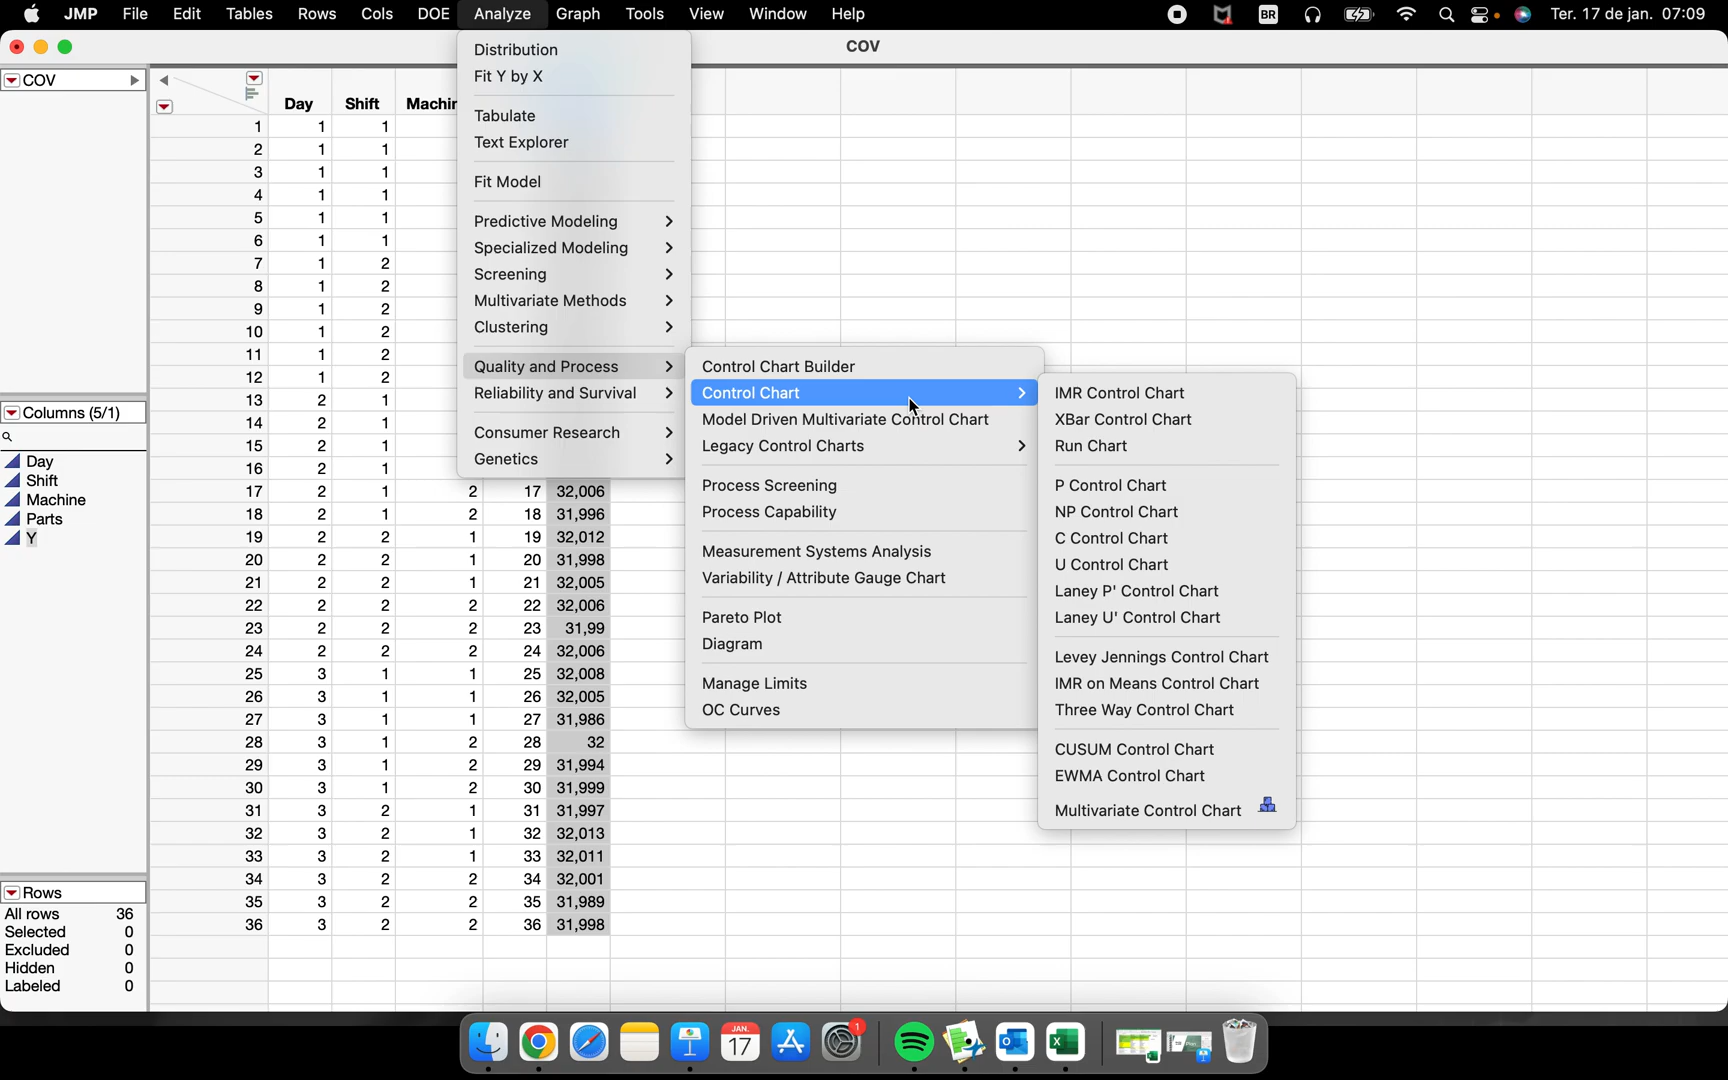 JMP File Edit Tables Rows Cols DOE Analyze Graph Tools View Window Help BR Ter. 17 de jan. 07:09
COV
COV
Day Shift Machin
1 1 1
2 1 1
3 1 1
4 1 1
5 1 1
6 1 1
7 1 2
8 1 2
9 1 2
10 1 2
11 1 2
12 1 2
13 2 1
14 2 1
15 2 1
16 2 1
17 2 1 2 17 32,006
18 2 1 2 18 31,996
19 2 2 1 19 32,012
20 2 2 1 20 31,998
21 2 2 1 21 32,005
22 2 2 2 22 32,006
23 2 2 2 23 31,99
24 2 2 2 24 32,006
25 3 1 1 25 32,008
26 3 1 1 26 32,005
27 3 1 1 27 31,986
28 3 1 2 28 32
29 3 1 2 29 31,994
30 3 1 2 30 31,999
31 3 2 1 31 31,997
32 3 2 1 32 32,013
33 3 2 1 33 32,011
34 3 2 2 34 32,001
35 3 2 2 35 31,989
36 3 2 2 36 31,998
Columns (5/1)
Day
Shift
Machine
Parts
Y
Rows
All rows 36
Selected 0
Excluded 0
Hidden 0
Labeled 0
Distribution
Fit Y by X
Tabulate
Text Explorer
Fit Model
Predictive Modeling
Specialized Modeling
Screening
Multivariate Methods
Clustering
Quality and Process
Reliability and Survival
Consumer Research
Genetics
Control Chart Builder
Control Chart
Model Driven Multivariate Control Chart
Legacy Control Charts
Process Screening
Process Capability
Measurement Systems Analysis
Variability / Attribute Gauge Chart
Pareto Plot
Diagram
Manage Limits
OC Curves
IMR Control Chart
XBar Control Chart
Run Chart
P Control Chart
NP Control Chart
C Control Chart
U Control Chart
Laney P' Control Chart
Laney U' Control Chart
Levey Jennings Control Chart
IMR on Means Control Chart
Three Way Control Chart
CUSUM Control Chart
EWMA Control Chart
Multivariate Control Chart
JAN.
17
1